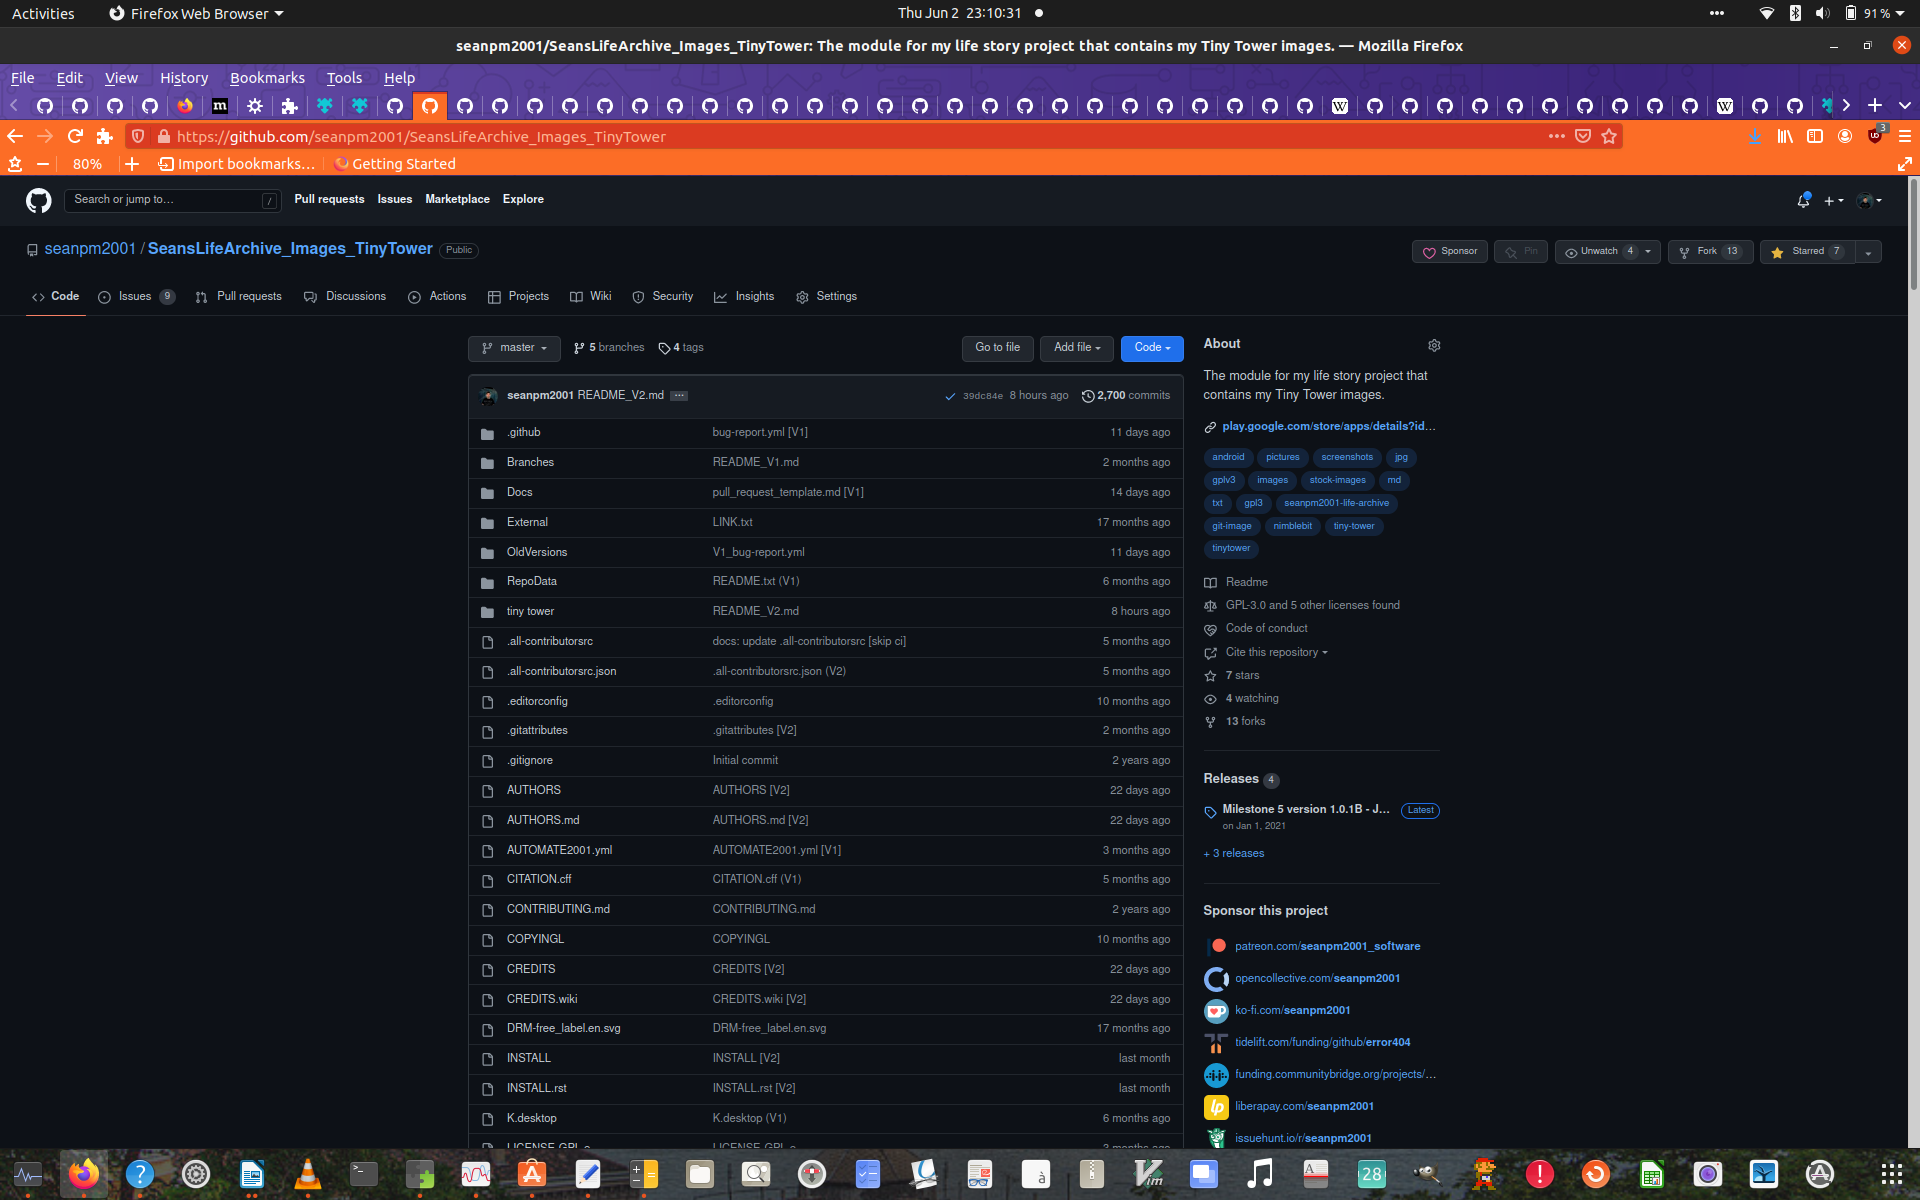 Activities Firefox Web Browser Thu Jun 2 23:10:31 91 %
seanpm2001/SeansLifeArchive_Images_TinyTower: The module for my life story project that contains my Tiny Tower images. — Mozilla Firefox
File Edit View History Bookmarks Tools Help
https://github.com/seanpm2001/SeansLifeArchive_Images_TinyTower 3
80% Import bookmarks… Getting Started
Search or jump to… / Pull requests Issues Marketplace Explore
seanpm2001 / SeansLifeArchive_Images_TinyTower Public Sponsor Pin Unwatch 4 Fork 13 Starred 7
Code Issues 9 Pull requests Discussions Actions Projects Wiki Security Insights Settings
master 5 branches 4 tags Go to file Add file Code
seanpm2001 README_V2.md ... 39dc84e 8 hours ago 2,700 commits
.github bug-report.yml [V1] 11 days ago
Branches README_V1.md 2 months ago
Docs pull_request_template.md [V1] 14 days ago
External LINK.txt 17 months ago
OldVersions V1_bug-report.yml 11 days ago
RepoData README.txt (V1) 6 months ago
tiny tower README_V2.md 8 hours ago
.all-contributorsrc docs: update .all-contributorsrc [skip ci] 5 months ago
.all-contributorsrc.json .all-contributorsrc.json (V2) 5 months ago
.editorconfig .editorconfig 10 months ago
.gitattributes .gitattributes [V2] 2 months ago
.gitignore Initial commit 2 years ago
AUTHORS AUTHORS [V2] 22 days ago
AUTHORS.md AUTHORS.md [V2] 22 days ago
AUTOMATE2001.yml AUTOMATE2001.yml [V1] 3 months ago
CITATION.cff CITATION.cff (V1) 5 months ago
CONTRIBUTING.md CONTRIBUTING.md 2 years ago
COPYINGL COPYINGL 10 months ago
CREDITS CREDITS [V2] 22 days ago
CREDITS.wiki CREDITS.wiki [V2] 22 days ago
DRM-free_label.en.svg DRM-free_label.en.svg 17 months ago
INSTALL INSTALL [V2] last month
INSTALL.rst INSTALL.rst [V2] last month
K.desktop K.desktop (V1) 6 months ago
About
The module for my life story project that
contains my Tiny Tower images.
play.google.com/store/apps/details?id…
android pictures screenshots jpg
gplv3 images stock-images md
txt gpl3 seanpm2001-life-archive
git-image nimblebit tiny-tower
tinytower
Readme
GPL-3.0 and 5 other licenses found
Code of conduct
Cite this repository
7 stars
4 watching
13 forks
Releases 4
Milestone 5 version 1.0.1B - J… Latest
on Jan 1, 2021
+ 3 releases
Sponsor this project
patreon.com/seanpm2001_software
opencollective.com/seanpm2001
ko-fi.com/seanpm2001
tidelift.com/funding/github/error404
funding.communitybridge.org/projects/…
liberapay.com/seanpm2001
issuehunt.io/r/seanpm2001
28